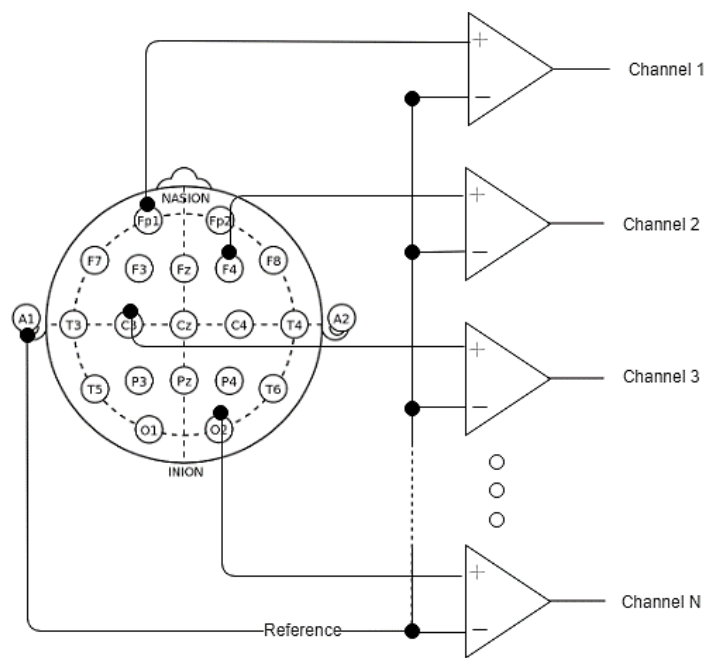 +
Channel 1
−
+
Channel 2
−
NASION
Fp1 Fp2
F7 F3 Fz F4 F8
A1 T3 C3 Cz C4 T4 A2
+
Channel 3
−
T5 P3 Pz P4 T6
O1 O2
INION
+
Channel N
−
Reference